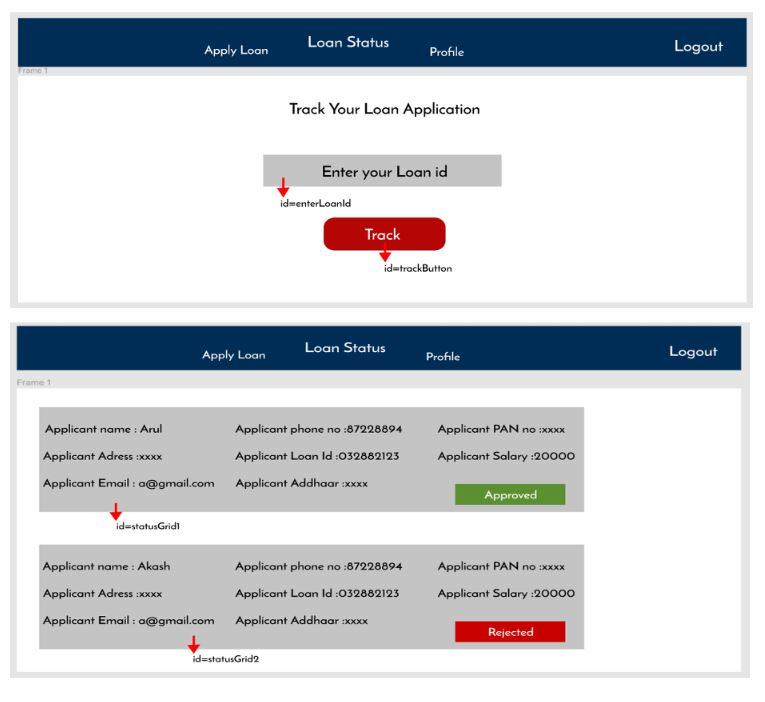 Apply Loan Loan Status Profile Logout
Frame 1
Track Your Loan Application
Enter your Loan id
id=enterLoanId
Track
id=trackButton
Apply Loan Loan Status Profile Logout
Frame 1
Applicant name : Arul Applicant phone no :87228894 Applicant PAN no :xxxx
Applicant Adress :xxxx Applicant Loan Id :032882123 Applicant Salary :20000
Applicant Email : a@gmail.com Applicant Addhaar :xxxx Approved
id=statusGrid1
Applicant name : Akash Applicant phone no :87228894 Applicant PAN no :xxxx
Applicant Adress :xxxx Applicant Loan Id :032882123 Applicant Salary :20000
Applicant Email : a@gmail.com Applicant Addhaar :xxxx Rejected
id=statusGrid2